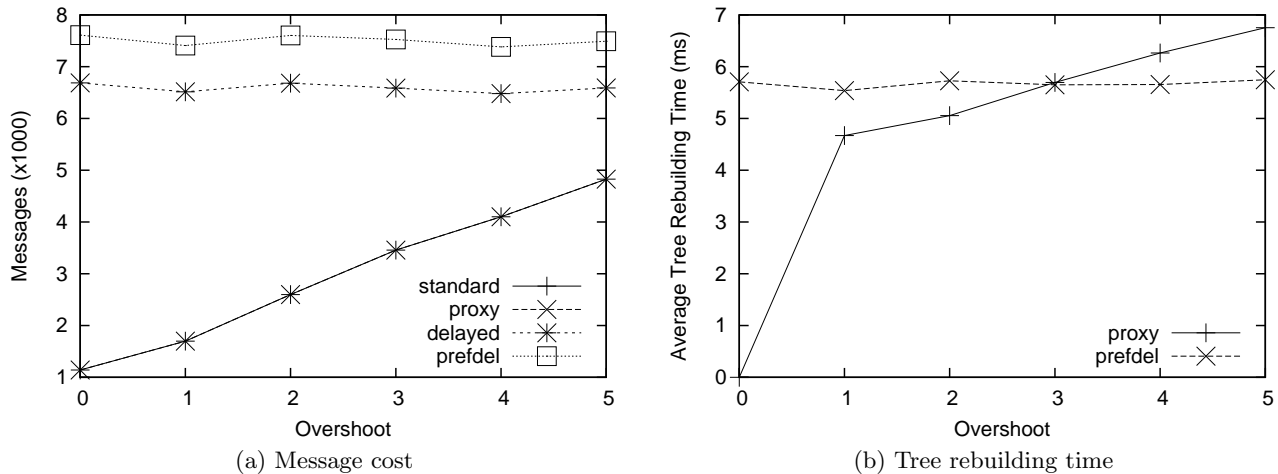 8
7
6
5
4
3
2
1
0 1 2 3 4 5
Messages (x1000)
Overshoot
standard
proxy
delayed
prefdel
(a) Message cost
7
6
5
4
3
2
1
0
0 1 2 3 4 5
Average Tree Rebuilding Time (ms)
Overshoot
proxy
prefdel
(b) Tree rebuilding time